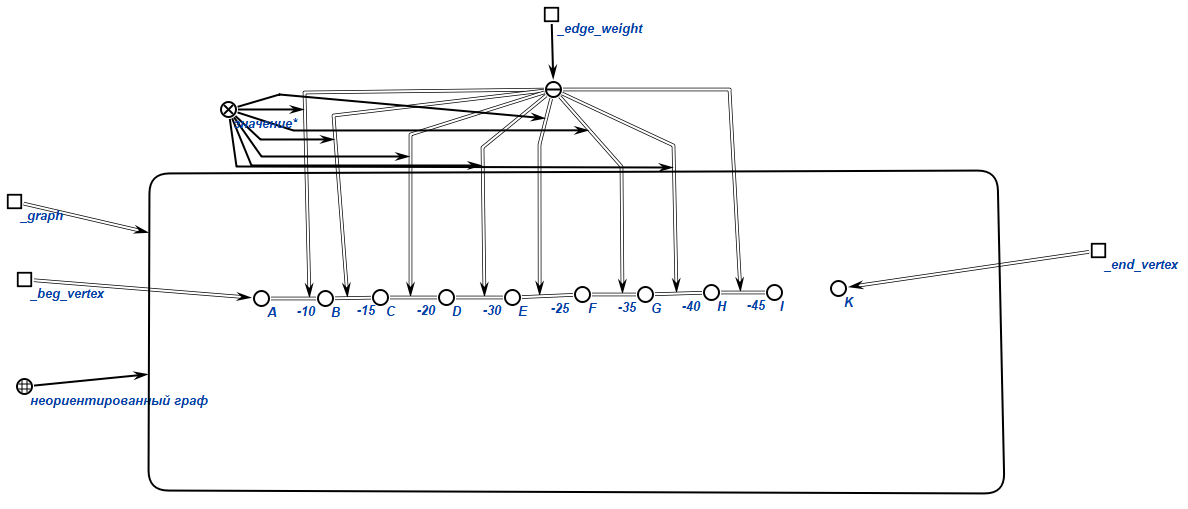 _edge_weight
значение*
_graph
_beg_vertex
_end_vertex
A -10 B -15 C -20 D -30 E -25 F -35 G -40 H -45 I K
неориентированный граф